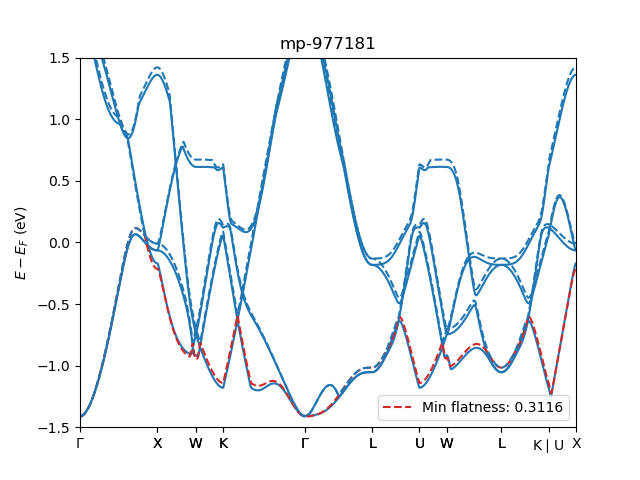 mp-977181
1.5
1.0
0.5
0.0
−0.5
−1.0
−1.5
E − E_F (eV)
Min flatness: 0.3116
Γ X W K Γ L U W L K | U X